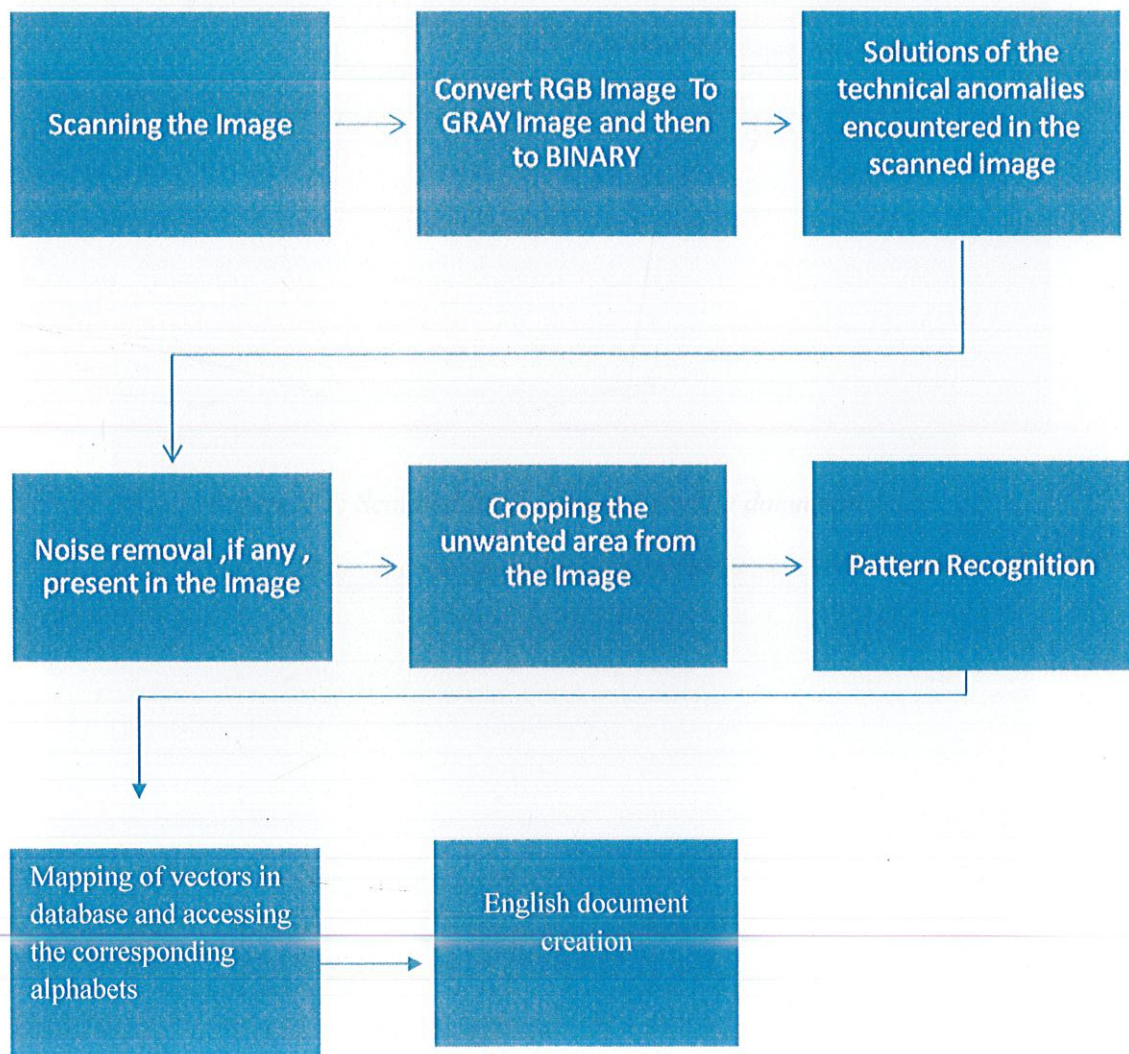 Scanning the Image
Convert RGB Image To
GRAY Image and then
to BINARY
Solutions of the
technical anomalies
encountered in the
scanned image
Noise removal ,if any ,
present in the Image
Cropping the
unwanted area from
the Image
Pattern Recognition
Mapping of vectors in
database and accessing
the corresponding
alphabets
English document
creation